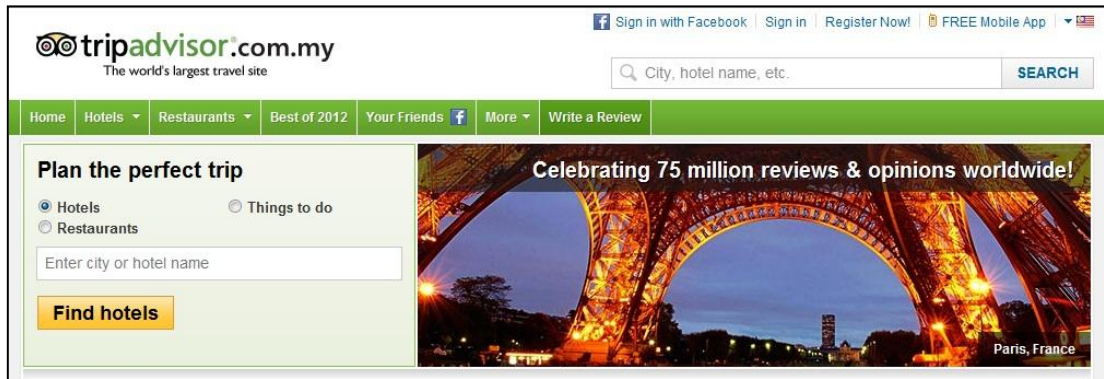 Sign in with Facebook Sign in Register Now! FREE Mobile App
tripadvisor.com.my
The world's largest travel site
City, hotel name, etc. SEARCH
Home Hotels Restaurants Best of 2012 Your Friends More Write a Review
Plan the perfect trip
Hotels Things to do
Restaurants
Enter city or hotel name
Find hotels
Celebrating 75 million reviews & opinions worldwide!
Paris, France